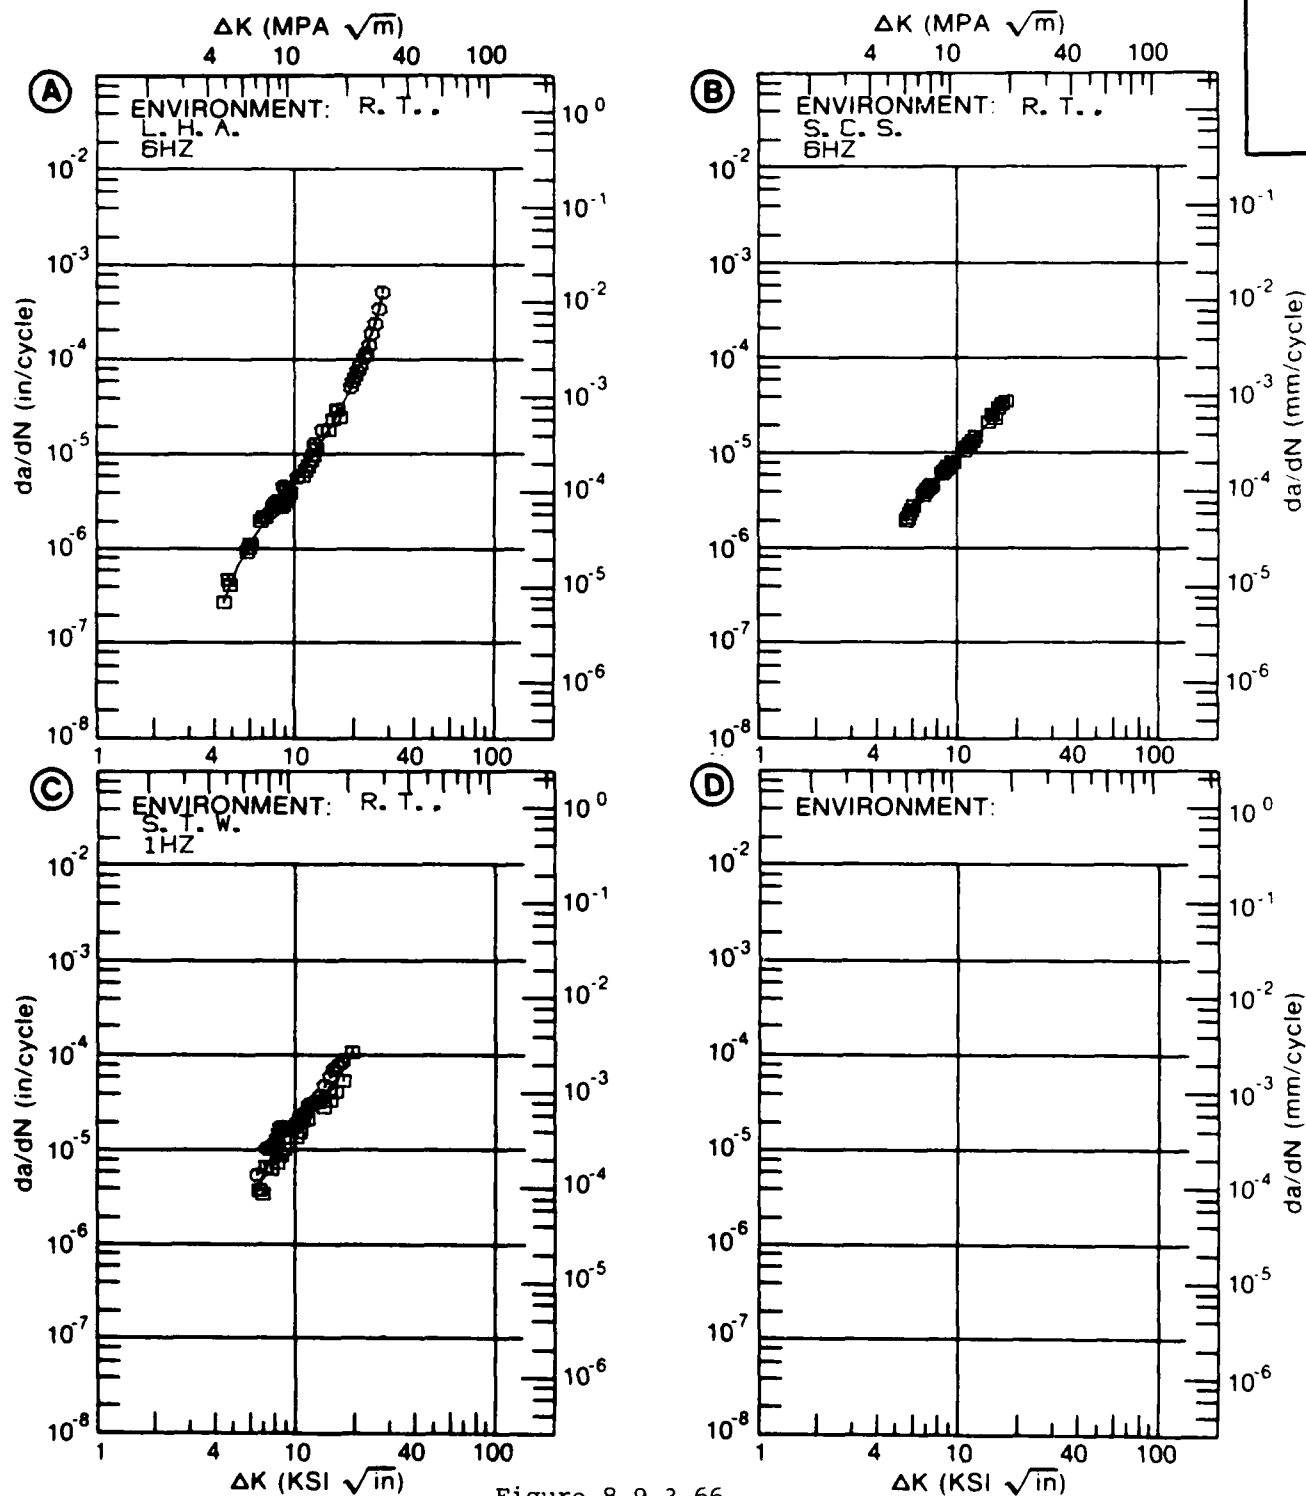 ΔK (MPA √m)
4 10 40 100
A
ENVIRONMENT: R. T..
L. H. A.
6HZ
da/dN (in/cycle)
10^-2
10^-3
10^-4
10^-5
10^-6
10^-7
10^-8
10^0
10^-1
10^-2
10^-3
10^-4
10^-5
10^-6
1 4 10 40 100
ΔK (MPA √m)
4 10 40 100
B
ENVIRONMENT: R. T..
S. C. S.
6HZ
10^-2
10^-3
10^-4
10^-5
10^-6
10^-7
10^-8
10^-1
10^-2
10^-3
10^-4
10^-5
10^-6
da/dN (mm/cycle)
1 4 10 40 100
C
ENVIRONMENT: R. T..
S. T. W.
1HZ
da/dN (in/cycle)
10^-2
10^-3
10^-4
10^-5
10^-6
10^-7
10^-8
10^0
10^-1
10^-2
10^-3
10^-4
10^-5
10^-6
1 4 10 40 100
ΔK (KSI √in)
D
ENVIRONMENT:
10^-2
10^-3
10^-4
10^-5
10^-6
10^-7
10^-8
10^0
10^-1
10^-2
10^-3
10^-4
10^-5
10^-6
da/dN (mm/cycle)
1 4 10 40 100
ΔK (KSI √in)
Figure 8.9.3.66